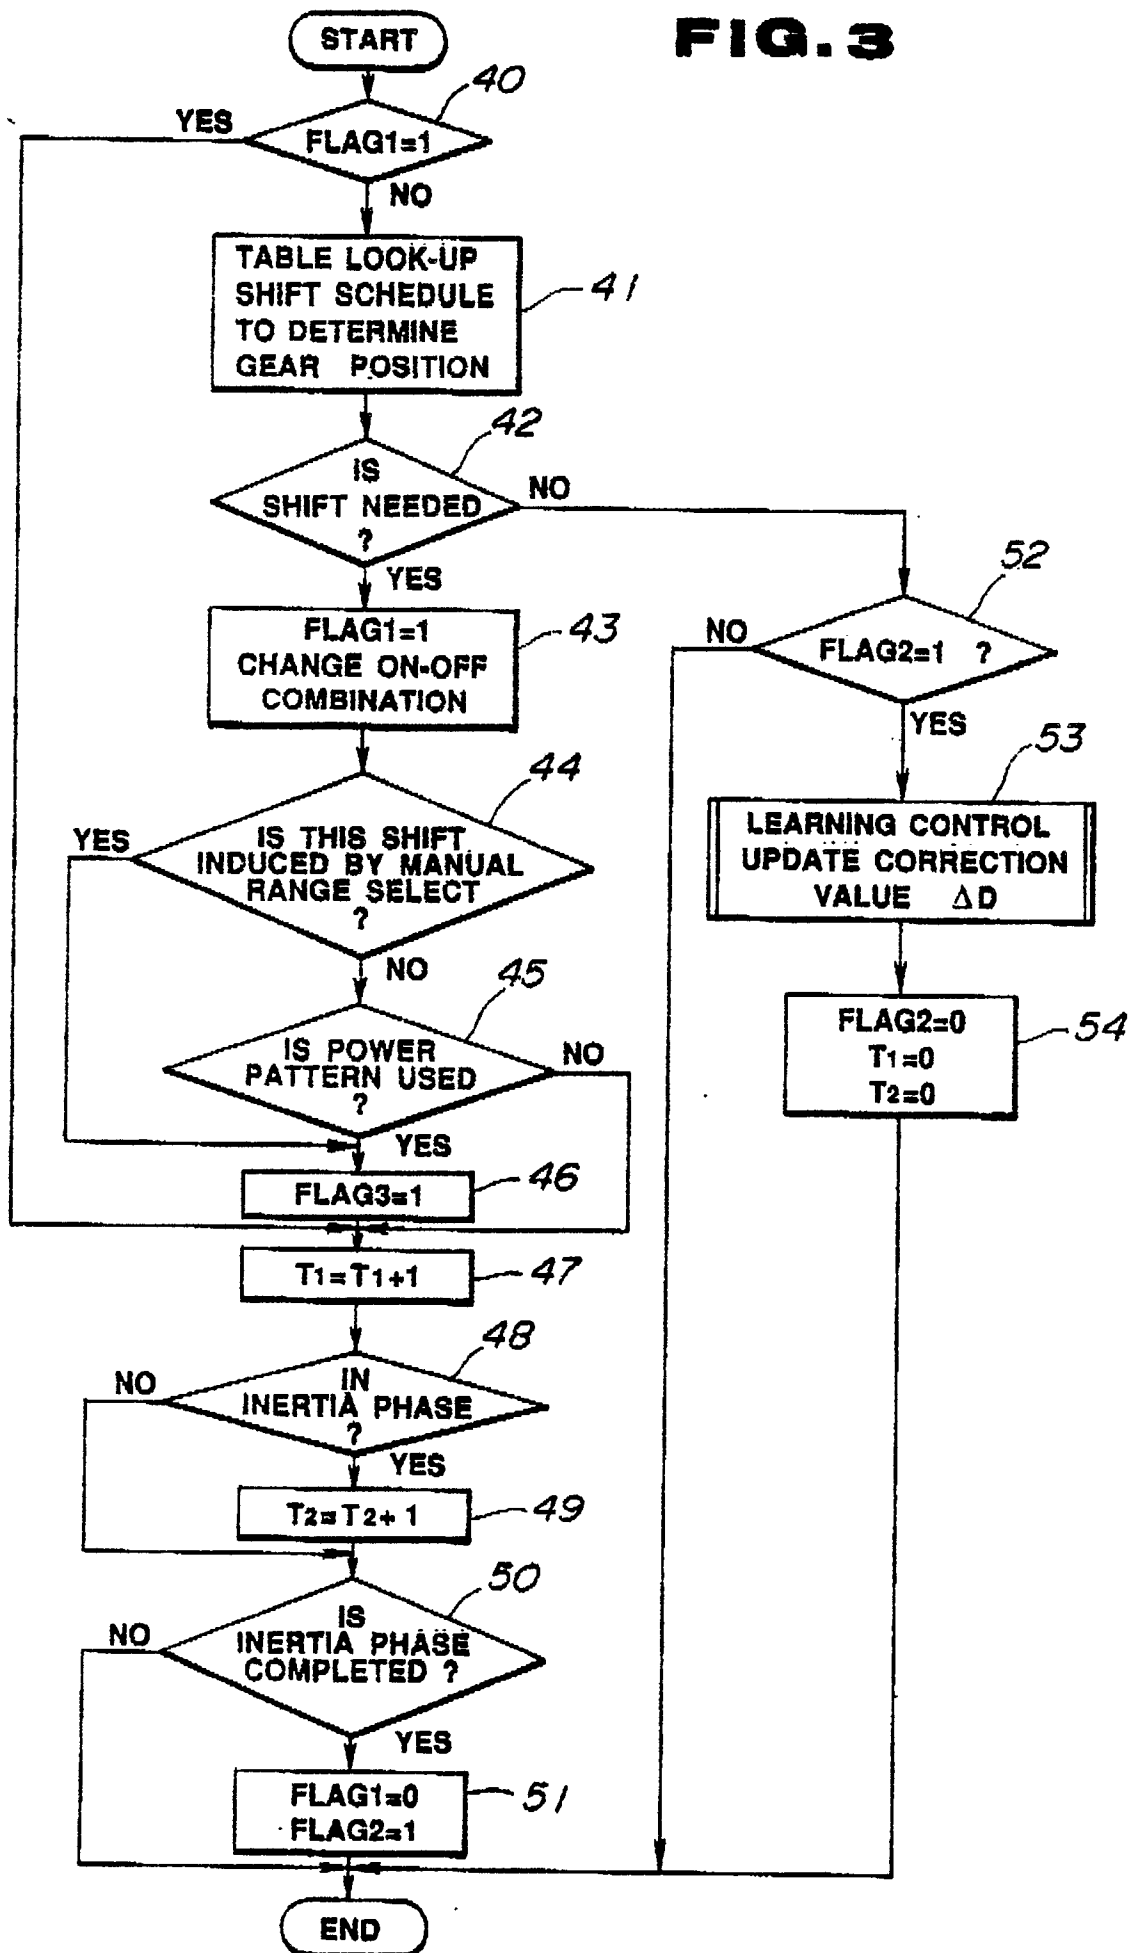 FIG. 3
START
40
YES
FLAG1=1
NO
TABLE LOOK-UP
SHIFT SCHEDULE
TO DETERMINE
GEAR POSITION
41
42
IS
SHIFT NEEDED
?
NO
YES
FLAG1=1
CHANGE ON-OFF
COMBINATION
43
52
NO
FLAG2=1 ?
YES
44
YES
IS THIS SHIFT
INDUCED BY MANUAL
RANGE SELECT
?
NO
53
LEARNING CONTROL
UPDATE CORRECTION
VALUE ΔD
45
IS POWER
PATTERN USED
?
NO
YES
FLAG2=0
T1=0
T2=0
54
FLAG3=1
46
T1=T1+1
47
48
NO
IN
INERTIA PHASE
?
YES
T2=T2+1
49
50
NO
IS
INERTIA PHASE
COMPLETED ?
YES
FLAG1=0
FLAG2=1
51
END